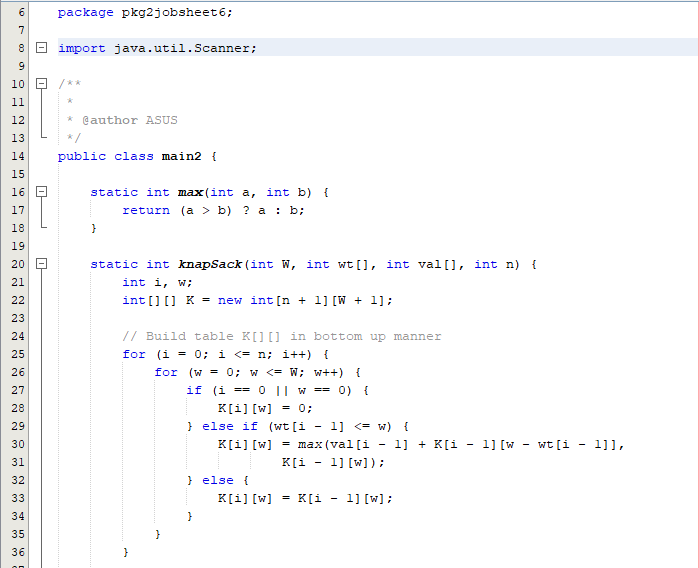 6 package pkg2jobsheet6;
7
8 import java.util.Scanner;
9
10 /**
11 *
12 * @author ASUS
13 */
14 public class main2 {
15
16 static int max(int a, int b) {
17 return (a > b) ? a : b;
18 }
19
20 static int knapSack(int W, int wt[], int val[], int n) {
21 int i, w;
22 int[][] K = new int[n + 1][W + 1];
23
24 // Build table K[][] in bottom up manner
25 for (i = 0; i <= n; i++) {
26 for (w = 0; w <= W; w++) {
27 if (i == 0 || w == 0) {
28 K[i][w] = 0;
29 } else if (wt[i - 1] <= w) {
30 K[i][w] = max(val[i - 1] + K[i - 1][w - wt[i - 1]],
31 K[i - 1][w]);
32 } else {
33 K[i][w] = K[i - 1][w];
34 }
35 }
36 }